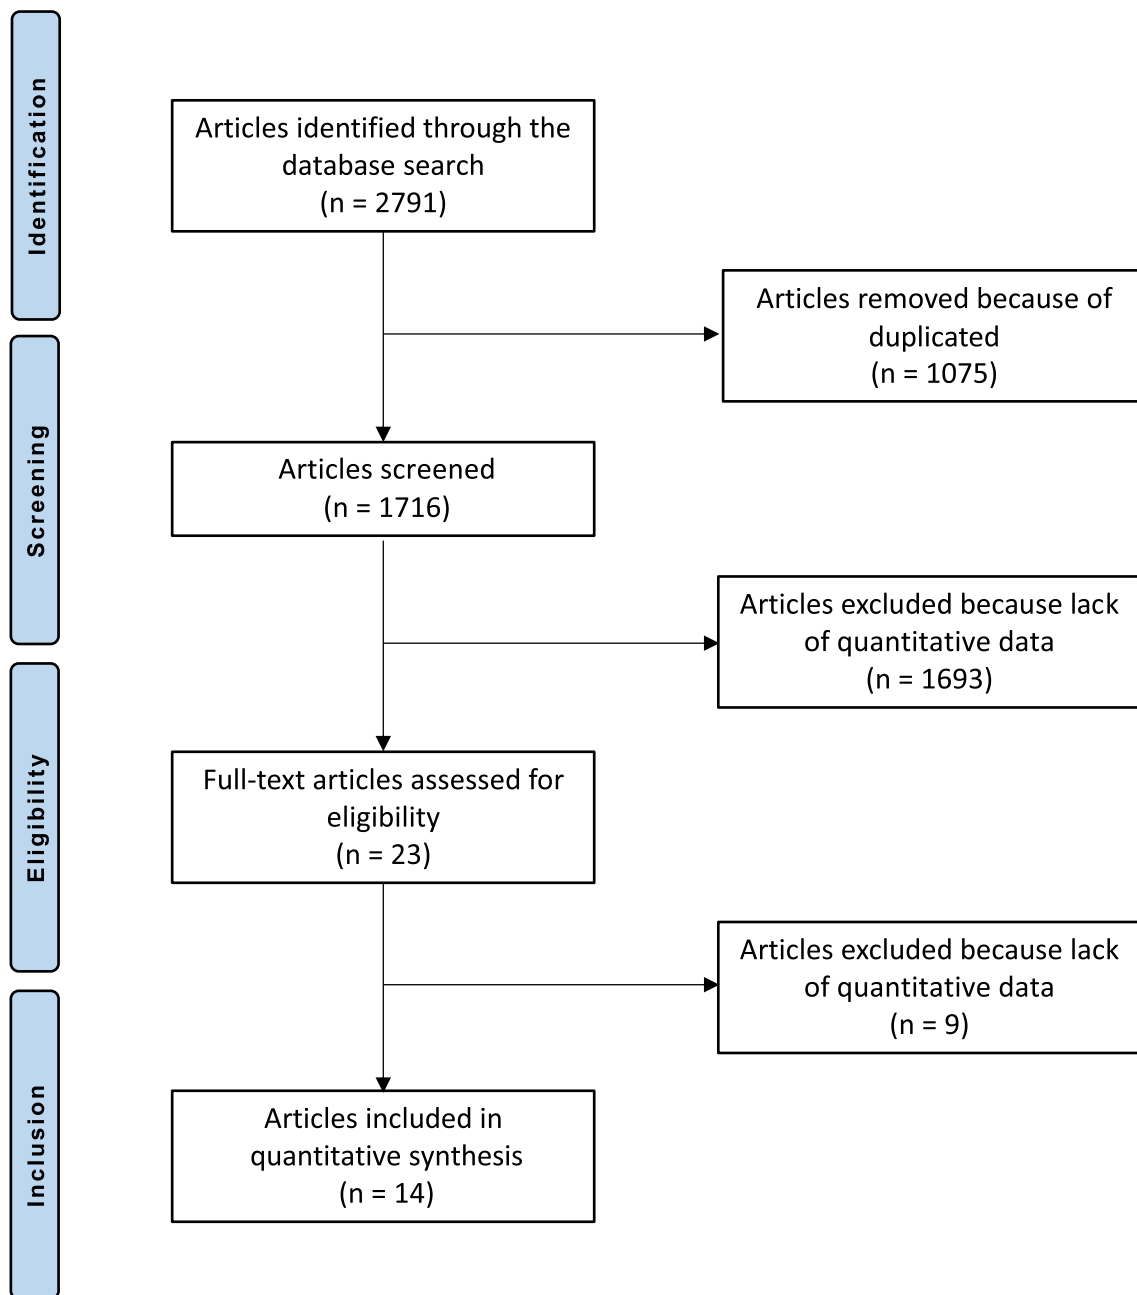 Identification
Articles identified through the
database search
(n = 2791)
Articles removed because of
duplicated
(n = 1075)
Screening
Articles screened
(n = 1716)
Articles excluded because lack
of quantitative data
(n = 1693)
Eligibility
Full-text articles assessed for
eligibility
(n = 23)
Articles excluded because lack
of quantitative data
(n = 9)
Inclusion
Articles included in
quantitative synthesis
(n = 14)